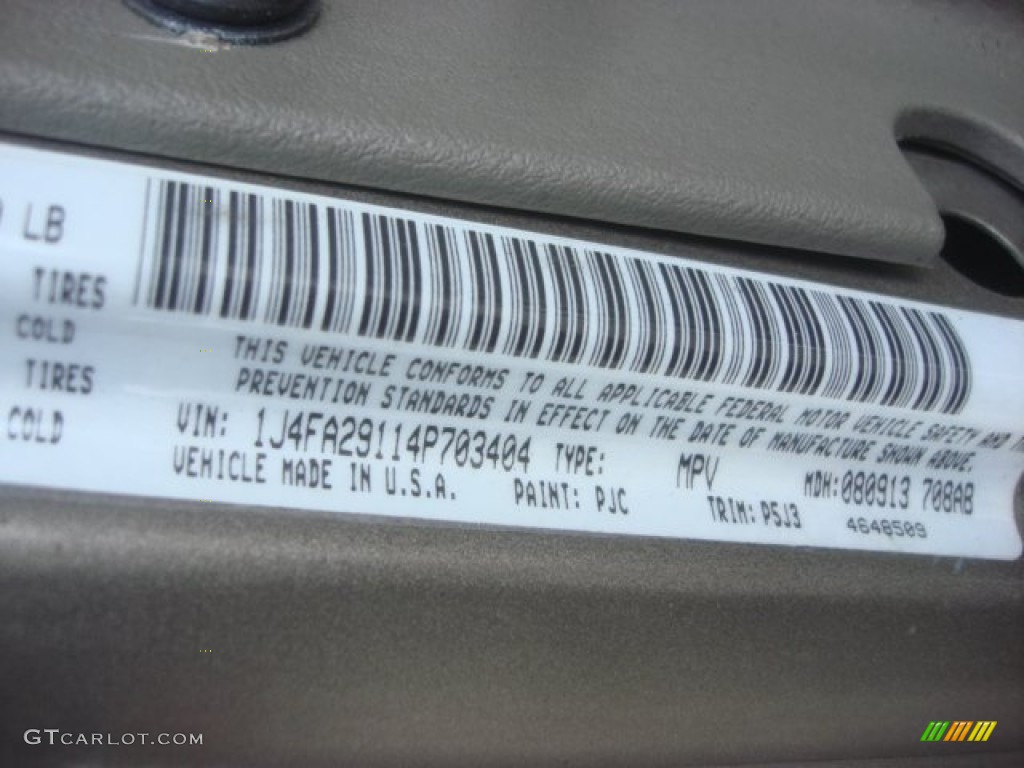 LB
TIRES
COLD
TIRES
COLD
THIS VEHICLE CONFORMS TO ALL APPLICABLE FEDERAL MOTOR VEHICLE SAFETY AND
PREVENTION STANDARDS IN EFFECT ON THE DATE OF MANUFACTURE SHOWN ABOVE.
VIN: 1J4FA29114P703404 TYPE: MPV MDH:080913 708AB
VEHICLE MADE IN U.S.A. PAINT: PJC TRIM: P5J3 4648509
GTCARLOT.COM